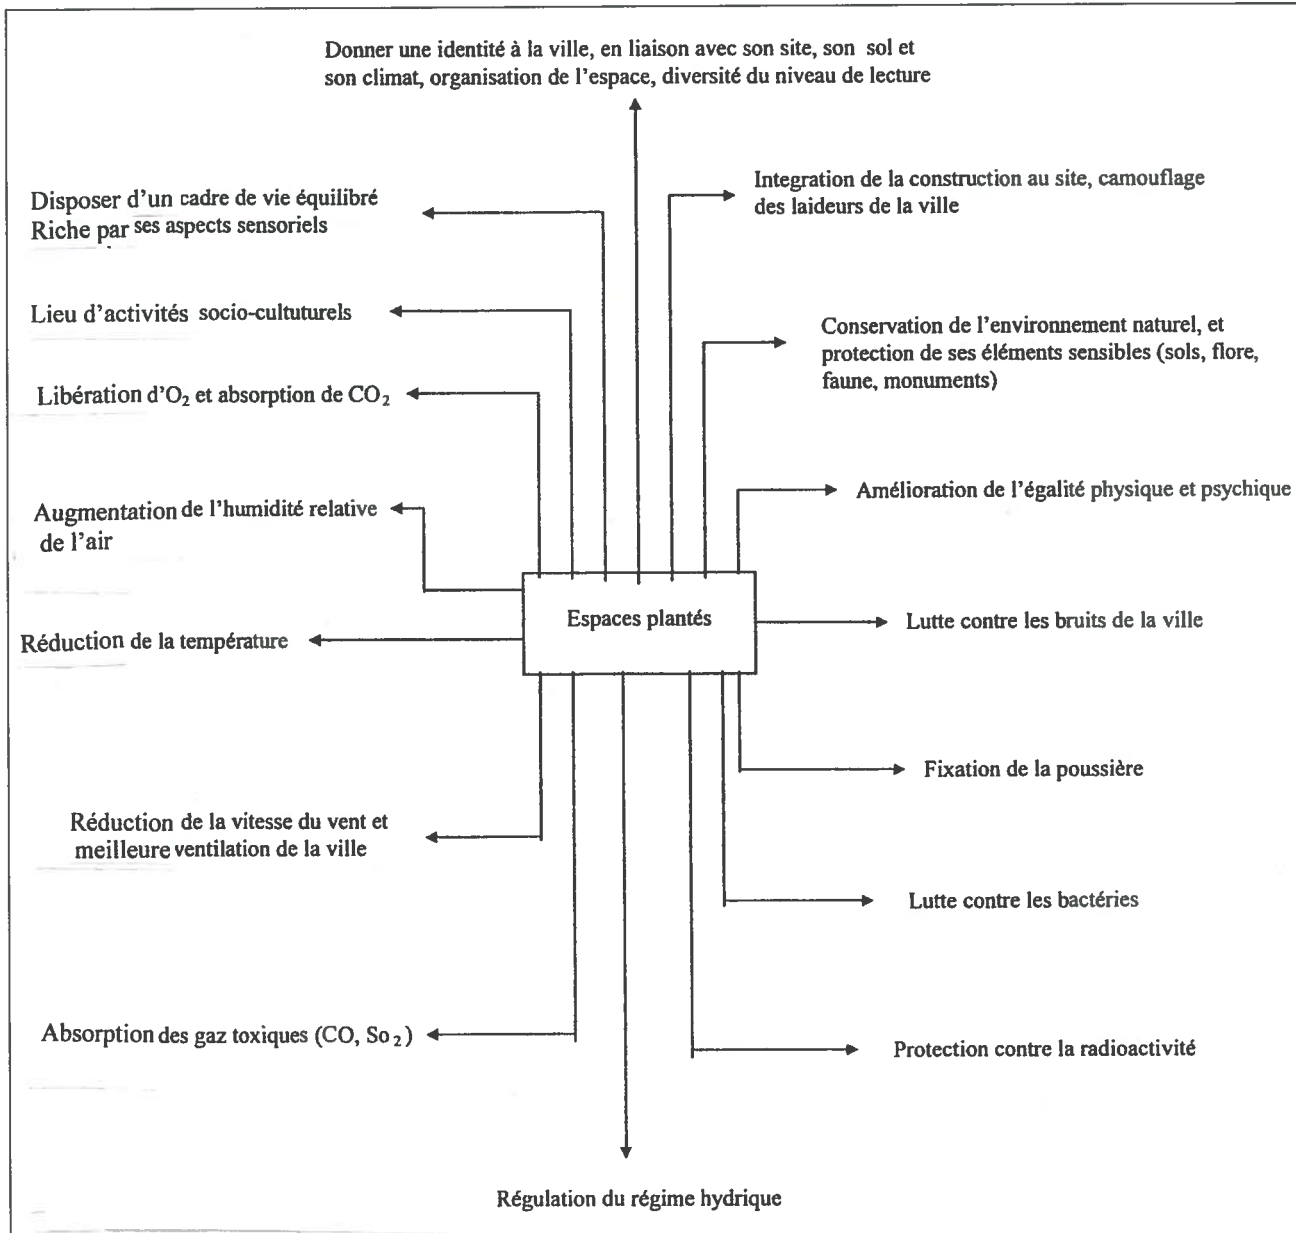 Donner une identité à la ville, en liaison avec son site, son sol et
son climat, organisation de l'espace, diversité du niveau de lecture
Disposer d'un cadre de vie équilibré
Riche par ses aspects sensoriels
Integration de la construction au site, camouflage
des laideurs de la ville
Lieu d'activités socio-cultuturels
Conservation de l'environnement naturel, et
protection de ses éléments sensibles (sols, flore,
faune, monuments)
Libération d'O₂ et absorption de CO₂
Augmentation de l'humidité relative
de l'air
Amélioration de l'égalité physique et psychique
Espaces plantés
Lutte contre les bruits de la ville
Réduction de la température
Fixation de la poussière
Réduction de la vitesse du vent et
meilleure ventilation de la ville
Lutte contre les bactéries
Absorption des gaz toxiques (CO, So₂)
Protection contre la radioactivité
Régulation du régime hydrique